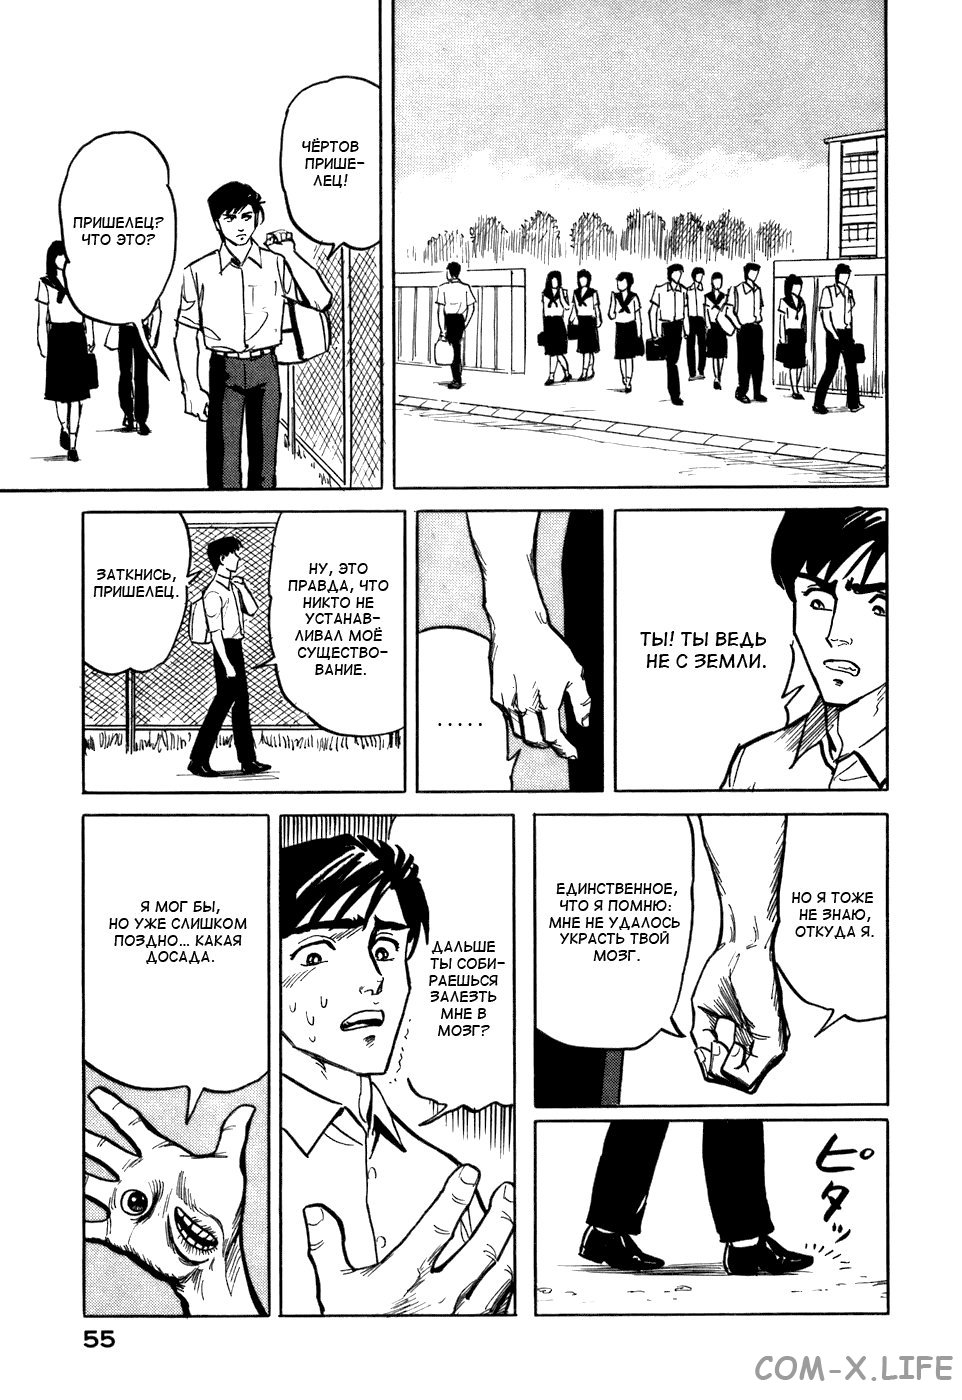 ЧЁРТОВ
ПРИШЕ-
ЛЕЦ!
ПРИШЕЛЕЦ?
ЧТО ЭТО?
ТЫ! ТЫ ВЕДЬ
НЕ С ЗЕМЛИ.
.....
НУ, ЭТО
ПРАВДА, ЧТО
НИКТО НЕ
УСТАНАВ-
ЛИВАЛ МОЁ
СУЩЕСТВО-
ВАНИЕ.
ЗАТКНИСЬ,
ПРИШЕЛЕЦ.
НО Я ТОЖЕ
НЕ ЗНАЮ,
ОТКУДА Я.
ЕДИНСТВЕННОЕ,
ЧТО Я ПОМНЮ:
МНЕ НЕ УДАЛОСЬ
УКРАСТЬ ТВОЙ
МОЗГ.
ピタッ
ДАЛЬШЕ
ТЫ СОБИ-
РАЕШЬСЯ
ЗАЛЕЗТЬ
МНЕ В
МОЗГ?
Я МОГ БЫ,
НО УЖЕ СЛИШКОМ
ПОЗДНО... КАКАЯ
ДОСАДА.
55
COM-X.LIFE